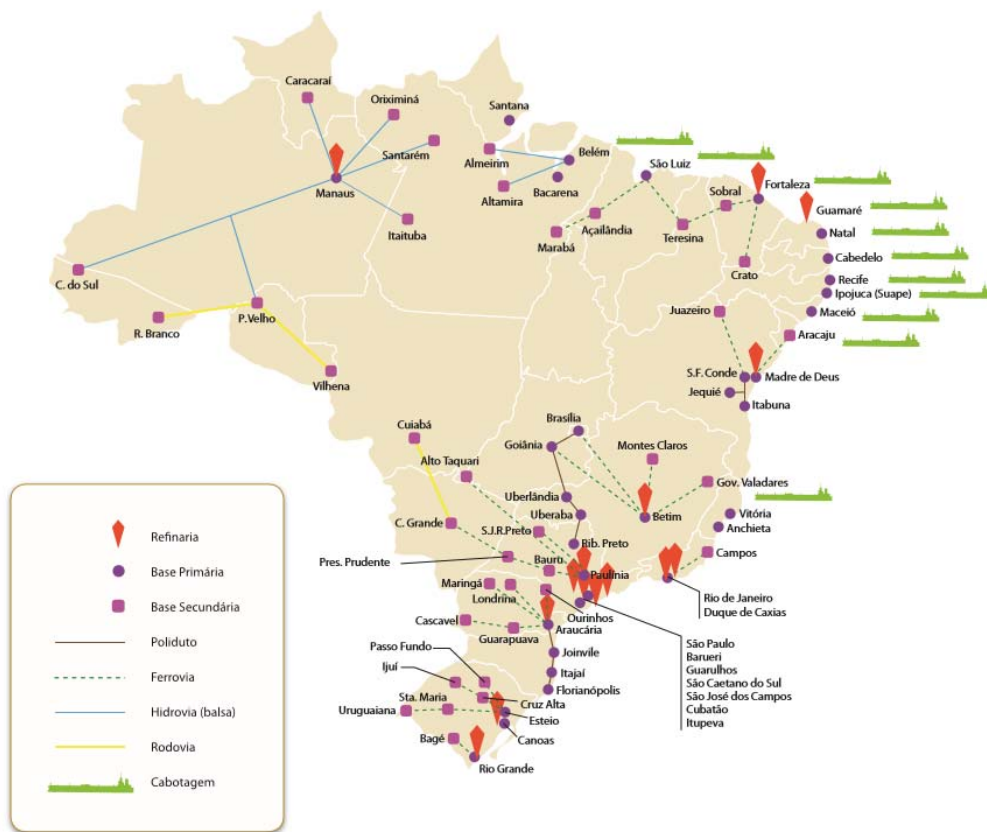 Caracaraí
Oriximiná
Santana
Santarém
Almeirim
Belém
São Luiz
Manaus
Bacarena
Altamira
Sobral
Fortaleza
Guamaré
Itaituba
Açailândia
Teresina
Natal
Marabá
Crato
Cabedelo
C. do Sul
Recife
Ipojuca (Suape)
P.Velho
Juazeiro
Maceió
R. Branco
Aracaju
Vilhena
S.F. Conde
Madre de Deus
Jequié
Itabuna
Cuiabá
Brasília
Goiânia
Montes Claros
Alto Taquari
Gov. Valadares
Uberlândia
Uberaba
Betim
Vitória
Anchieta
C. Grande
S.J.R.Preto
Rib. Preto
Campos
Pres. Prudente
Bauru
Paulínia
Maringá
Londrina
Rio de Janeiro
Duque de Caxias
Ourinhos
Cascavel
Guarapuava
Araucária
Passo Fundo
Joinvile
São Paulo
Barueri
Guarulhos
São Caetano do Sul
São José dos Campos
Cubatão
Itupeva
Ijuí
Itajaí
Sta. Maria
Florianópolis
Cruz Alta
Uruguaiana
Esteio
Bagé
Canoas
Rio Grande
Refinaria
Base Primária
Base Secundária
Poliduto
Ferrovia
Hidrovia (balsa)
Rodovia
Cabotagem